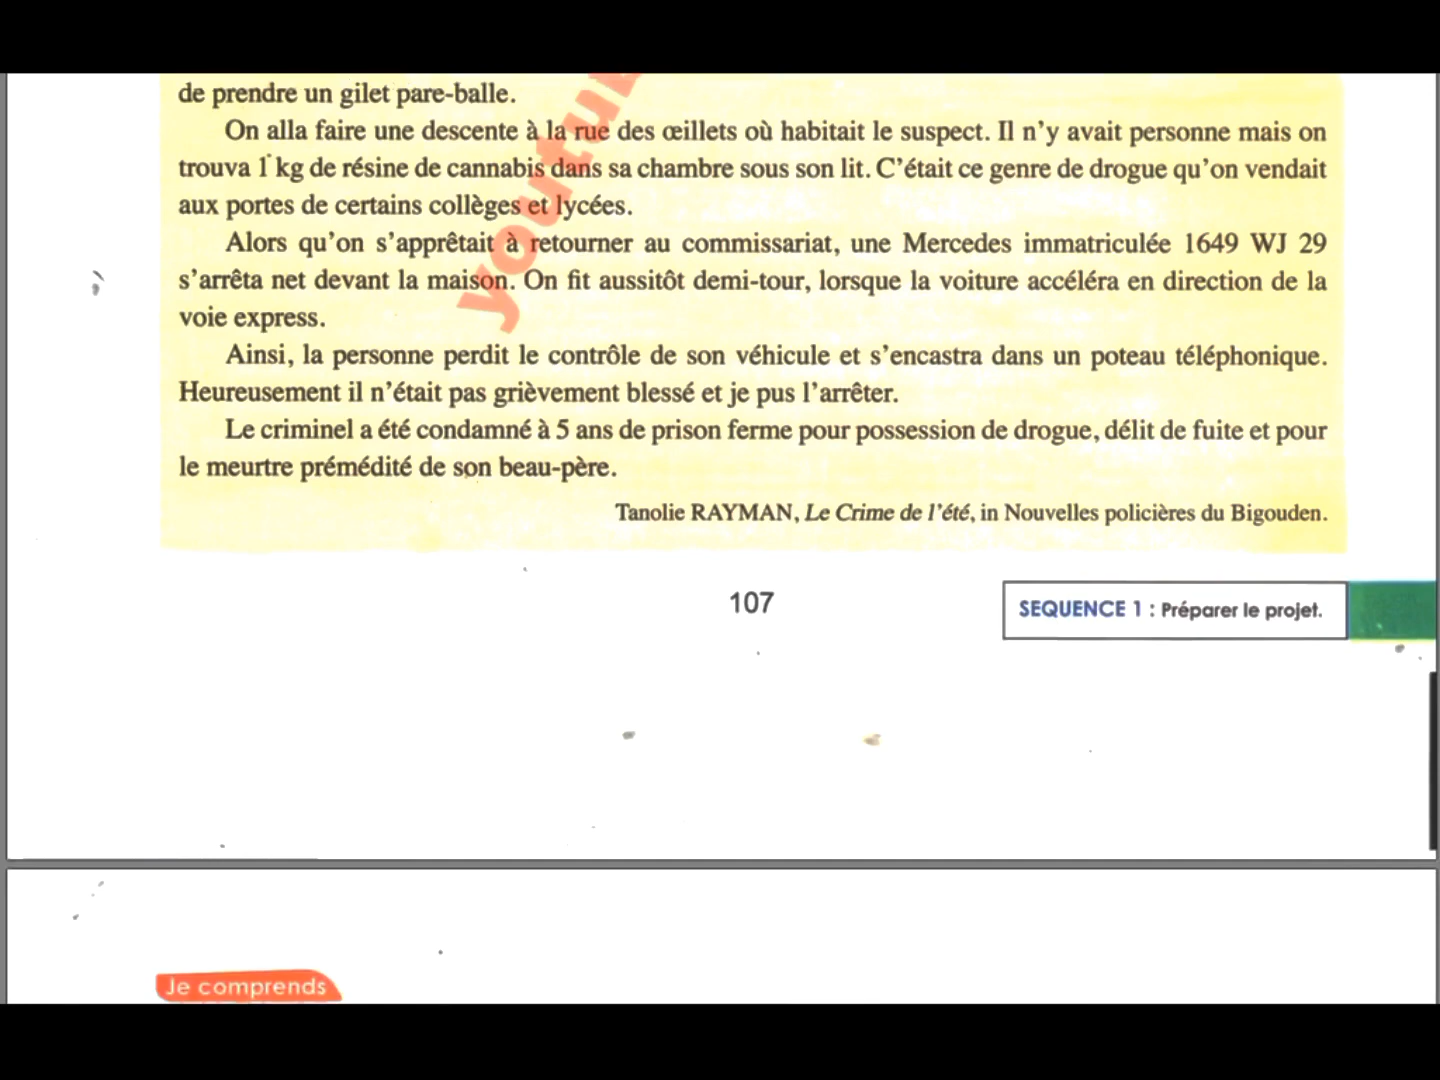 de prendre un gilet pare-balle.
On alla faire une descente à la rue des œillets où habitait le suspect. Il n'y avait personne mais on
trouva 1 kg de résine de cannabis dans sa chambre sous son lit. C'était ce genre de drogue qu'on vendait
aux portes de certains collèges et lycées.
Alors qu'on s'apprêtait à retourner au commissariat, une Mercedes immatriculée 1649 WJ 29
s'arrêta net devant la maison. On fit aussitôt demi-tour, lorsque la voiture accéléra en direction de la
voie express.
Ainsi, la personne perdit le contrôle de son véhicule et s'encastra dans un poteau téléphonique.
Heureusement il n'était pas grièvement blessé et je pus l'arrêter.
Le criminel a été condamné à 5 ans de prison ferme pour possession de drogue, délit de fuite et pour
le meurtre prémédité de son beau-père.
Tanolie RAYMAN, Le Crime de l'été, in Nouvelles policières du Bigouden.
107
SEQUENCE 1 : Préparer le projet.
Je comprends